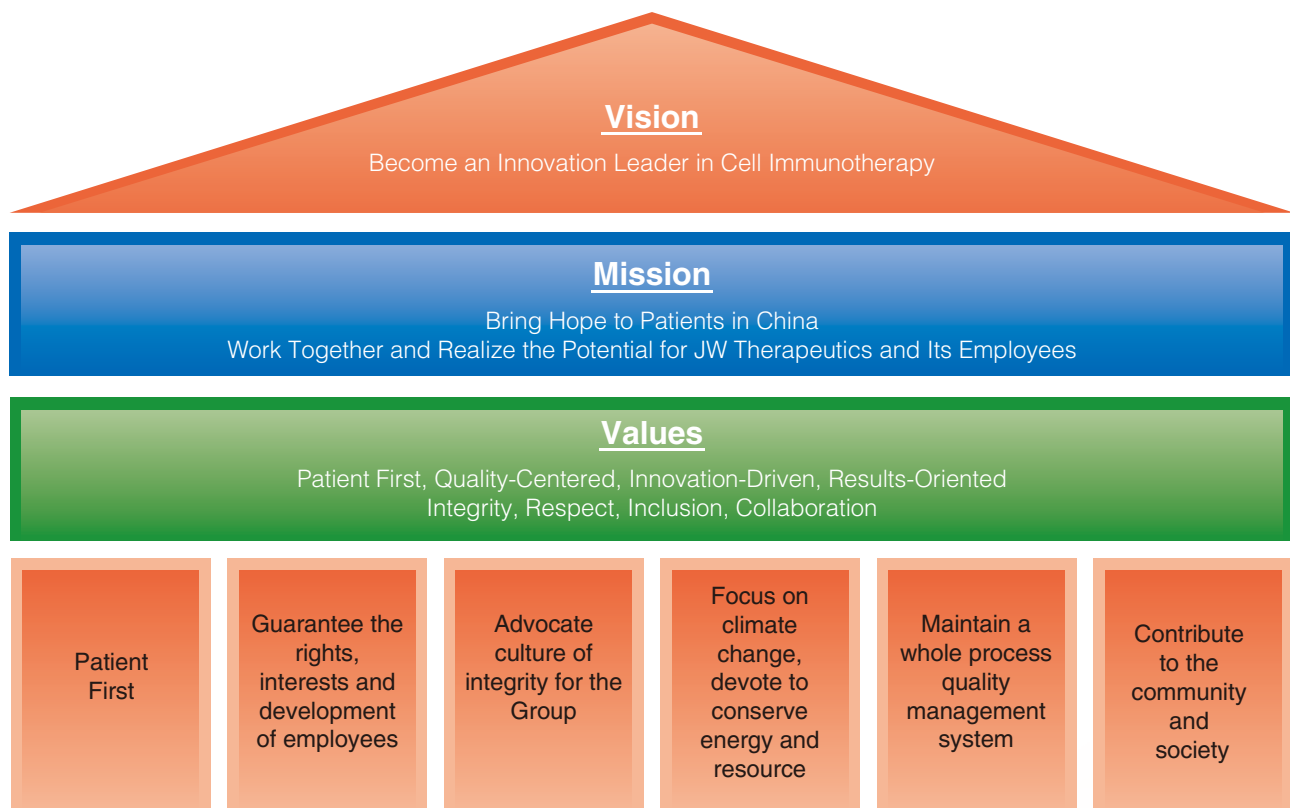 Vision
Become an Innovation Leader in Cell Immunotherapy
Mission
Bring Hope to Patients in China
Work Together and Realize the Potential for JW Therapeutics and Its Employees
Values
Patient First, Quality-Centered, Innovation-Driven, Results-Oriented
Integrity, Respect, Inclusion, Collaboration
Patient
First
Guarantee the
rights,
interests and
development
of employees
Advocate
culture of
integrity for the
Group
Focus on
climate
change,
devote to
conserve
energy and
resource
Maintain a
whole process
quality
management
system
Contribute
to the
community
and
society